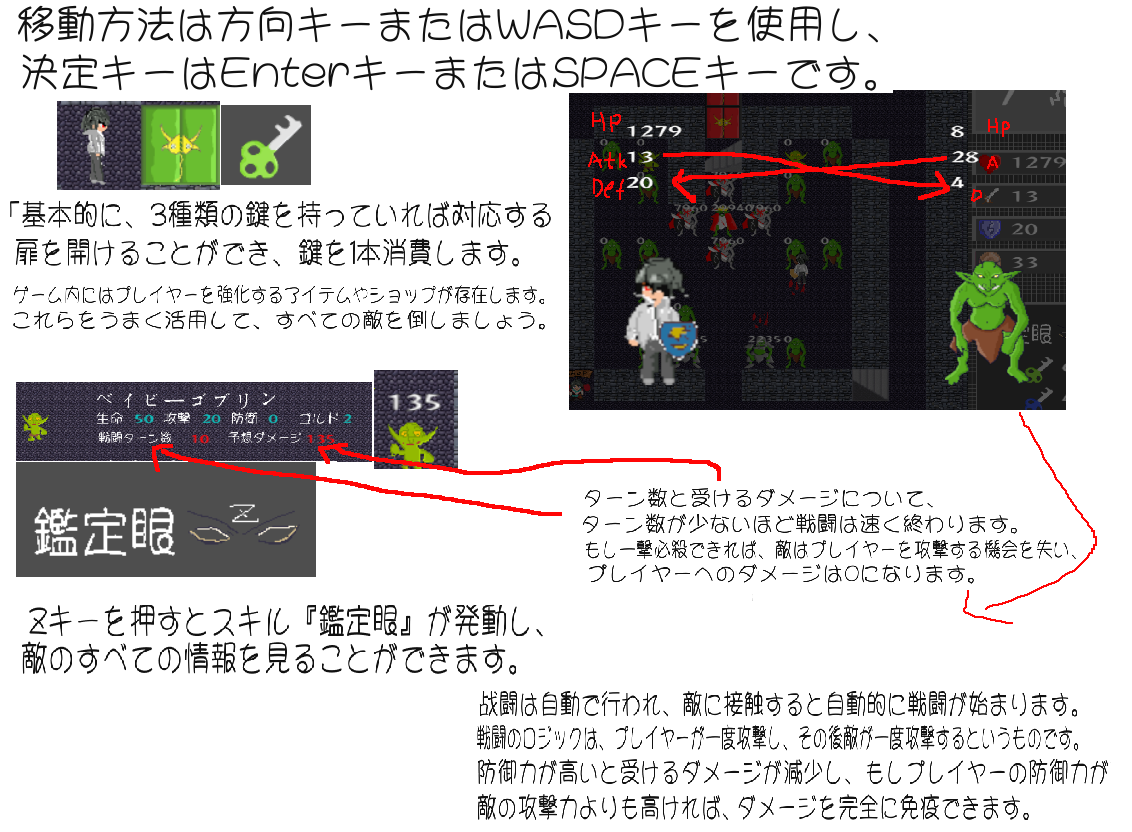 移動方法は方向キーまたはWASDキーを使用し、
決定キーはEnterキーまたはSPACEキーです。
「基本的に、3種類の鍵を持っていれば対応する
扉を開けることができ、鍵を1本消費します。
ゲーム内にはプレイヤーを強化するアイテムやショップが存在します。
これらをうまく活用して、すべての敵を倒しましょう。
Hp 1279
Atk 13
Def 20
8 Hp
28 A
4 D
1279
13
20
33
ベイビーゴブリン
生命 50 攻撃 20 防衛 0 ゴルド 2
戦闘ターン数 10 予想ダメージ 135
135
鑑定眼 Z
ターン数と受けるダメージについて、
ターン数が少ないほど戦闘は速く終わります。
もし一撃必殺できれば、敵はプレイヤーを攻撃する機会を失い、
プレイヤーへのダメージは0になります。
Zキーを押すとスキル『鑑定眼』が発動し、
敵のすべての情報を見ることができます。
战闘は自動で行われ、敵に接触すると自動的に戦闘が始まります。
戦闘のロジックは、プレイヤーが一度攻撃し、その後敵が一度攻撃するというものです。
防御力が高いと受けるダメージが減少し、もしプレイヤーの防御力が
敵の攻撃力よりも高ければ、ダメージを完全に免疫できます。